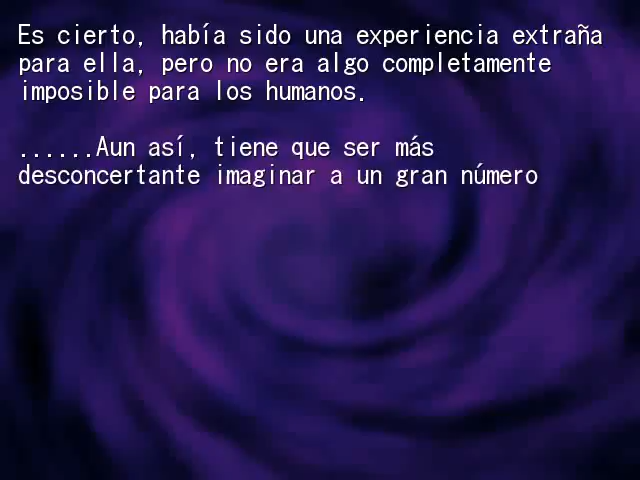 Es cierto, había sido una experiencia extraña
para ella, pero no era algo completamente
imposible para los humanos.
......Aun así, tiene que ser más
desconcertante imaginar a un gran número